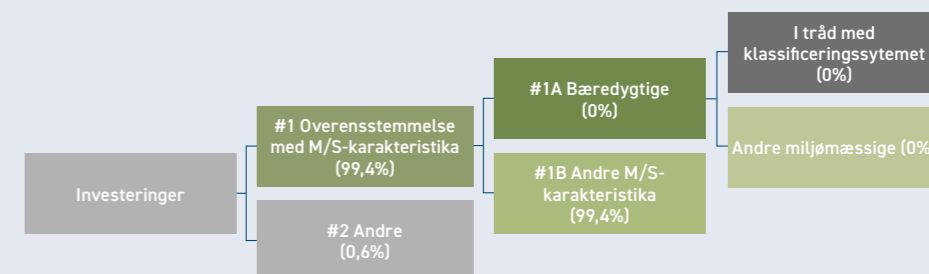 Investeringer
#1 Overensstemmelse
med M/S-karakteristika
(99,4%)
#2 Andre
(0,6%)
#1A Bæredygtige
(0%)
#1B Andre M/S-
karakteristika
(99,4%)
I tråd med
klassificeringssytemet
(0%)
Andre miljømæssige (0%